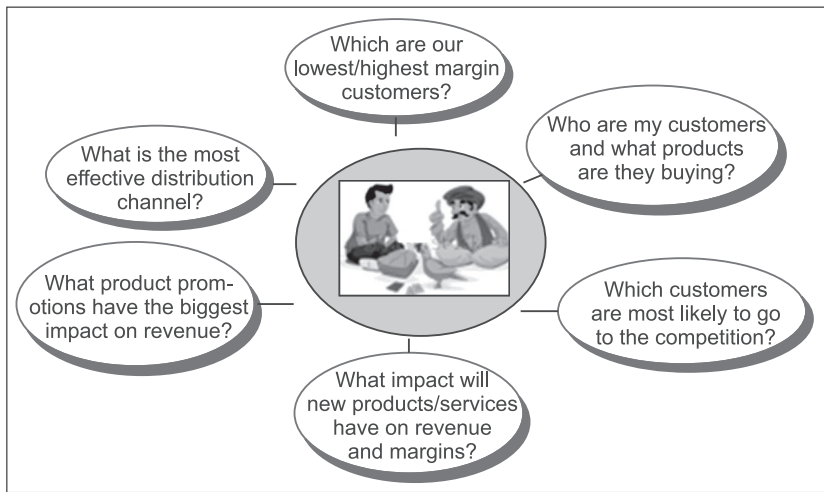 Which are our
lowest/highest margin
customers?
Who are my customers
and what products
are they buying?
What is the most
effective distribution
channel?
What product prom-
otions have the biggest
impact on revenue?
Which customers
are most likely to go
to the competition?
What impact will
new products/services
have on revenue
and margins?